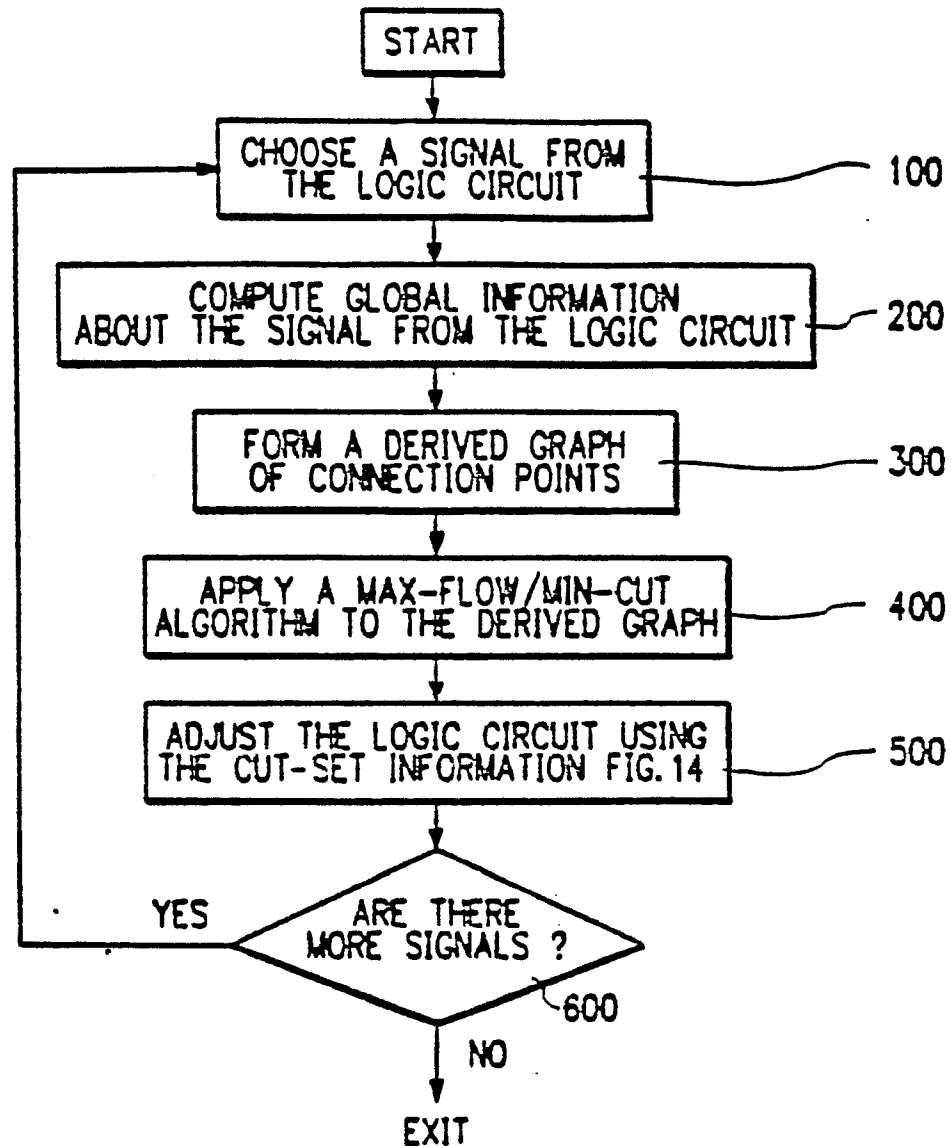 START
CHOOSE A SIGNAL FROM
THE LOGIC CIRCUIT
100
COMPUTE GLOBAL INFORMATION
ABOUT THE SIGNAL FROM THE LOGIC CIRCUIT
200
FORM A DERIVED GRAPH
OF CONNECTION POINTS
300
APPLY A MAX-FLOW/MIN-CUT
ALGORITHM TO THE DERIVED GRAPH
400
ADJUST THE LOGIC CIRCUIT USING
THE CUT-SET INFORMATION FIG.14
500
YES
ARE THERE
MORE SIGNALS ?
600
NO
EXIT